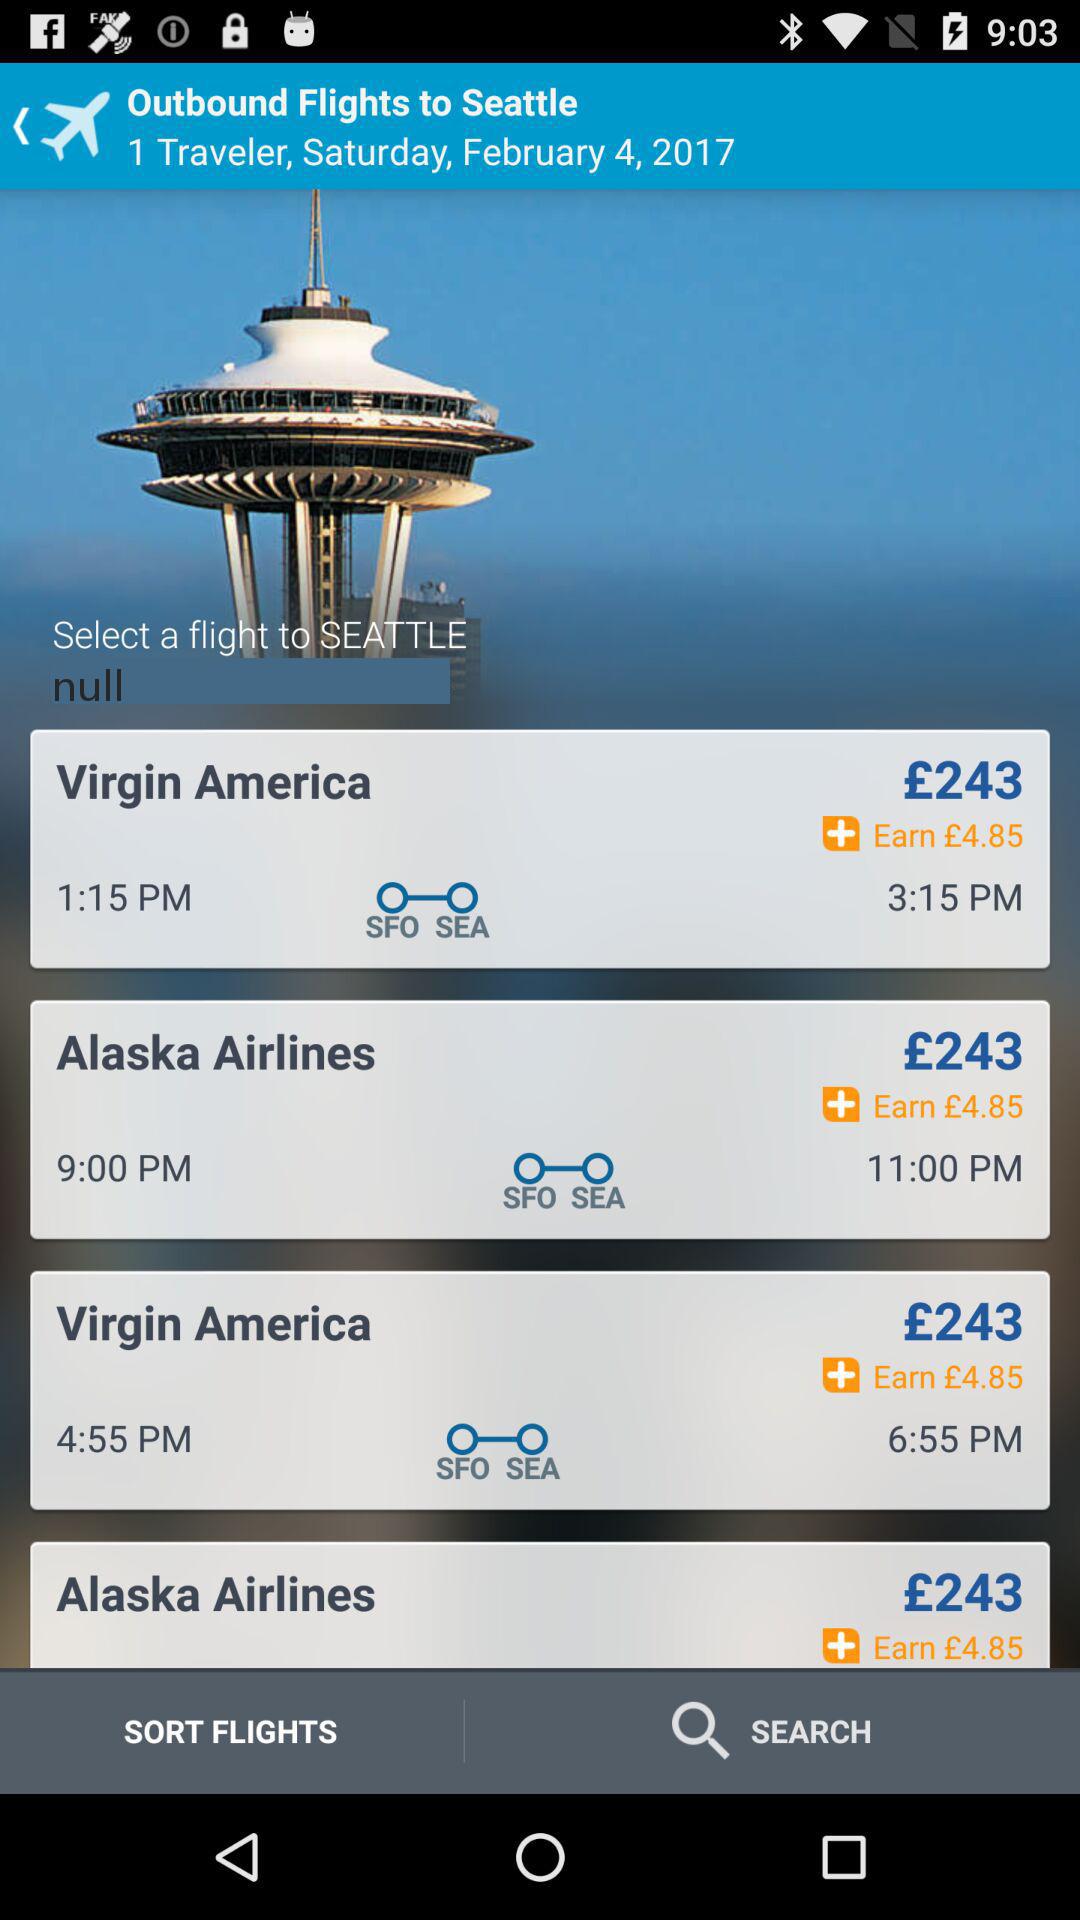 FAKE
9:03
Outbound Flights to Seattle
1 Traveler, Saturday, February 4, 2017
Select a flight to SEATTLE
null
Virgin America £243
Earn £4.85
1:15 PM SFO SEA 3:15 PM
Alaska Airlines £243
Earn £4.85
9:00 PM SFO SEA 11:00 PM
Virgin America £243
Earn £4.85
4:55 PM SFO SEA 6:55 PM
Alaska Airlines £243
Earn £4.85
SORT FLIGHTS SEARCH